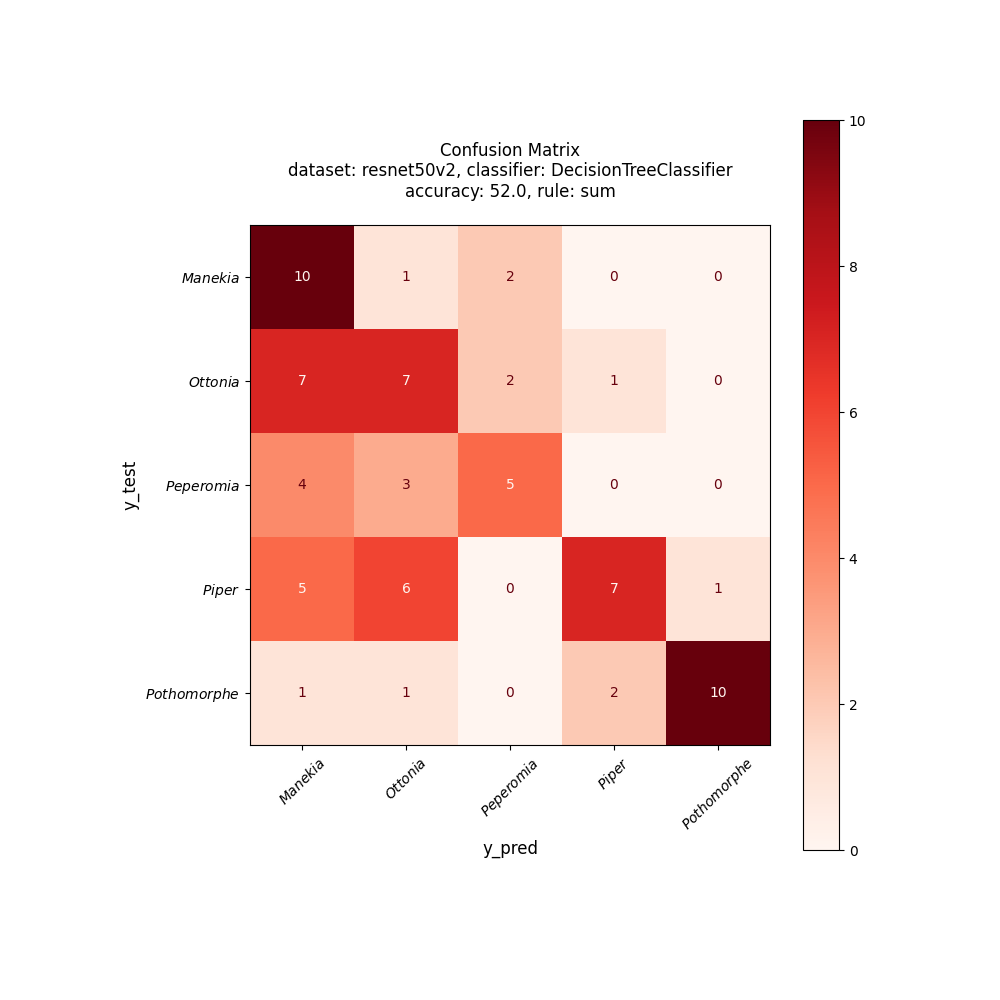 Confusion Matrix
dataset: resnet50v2, classifier: DecisionTreeClassifier
accuracy: 52.0, rule: sum
Manekia 10 1 2 0 0
Ottonia 7 7 2 1 0
Peperomia 4 3 5 0 0
Piper 5 6 0 7 1
Pothomorphe 1 1 0 2 10
y_test
Manekia Ottonia Peperomia Piper Pothomorphe
y_pred
10
8
6
4
2
0